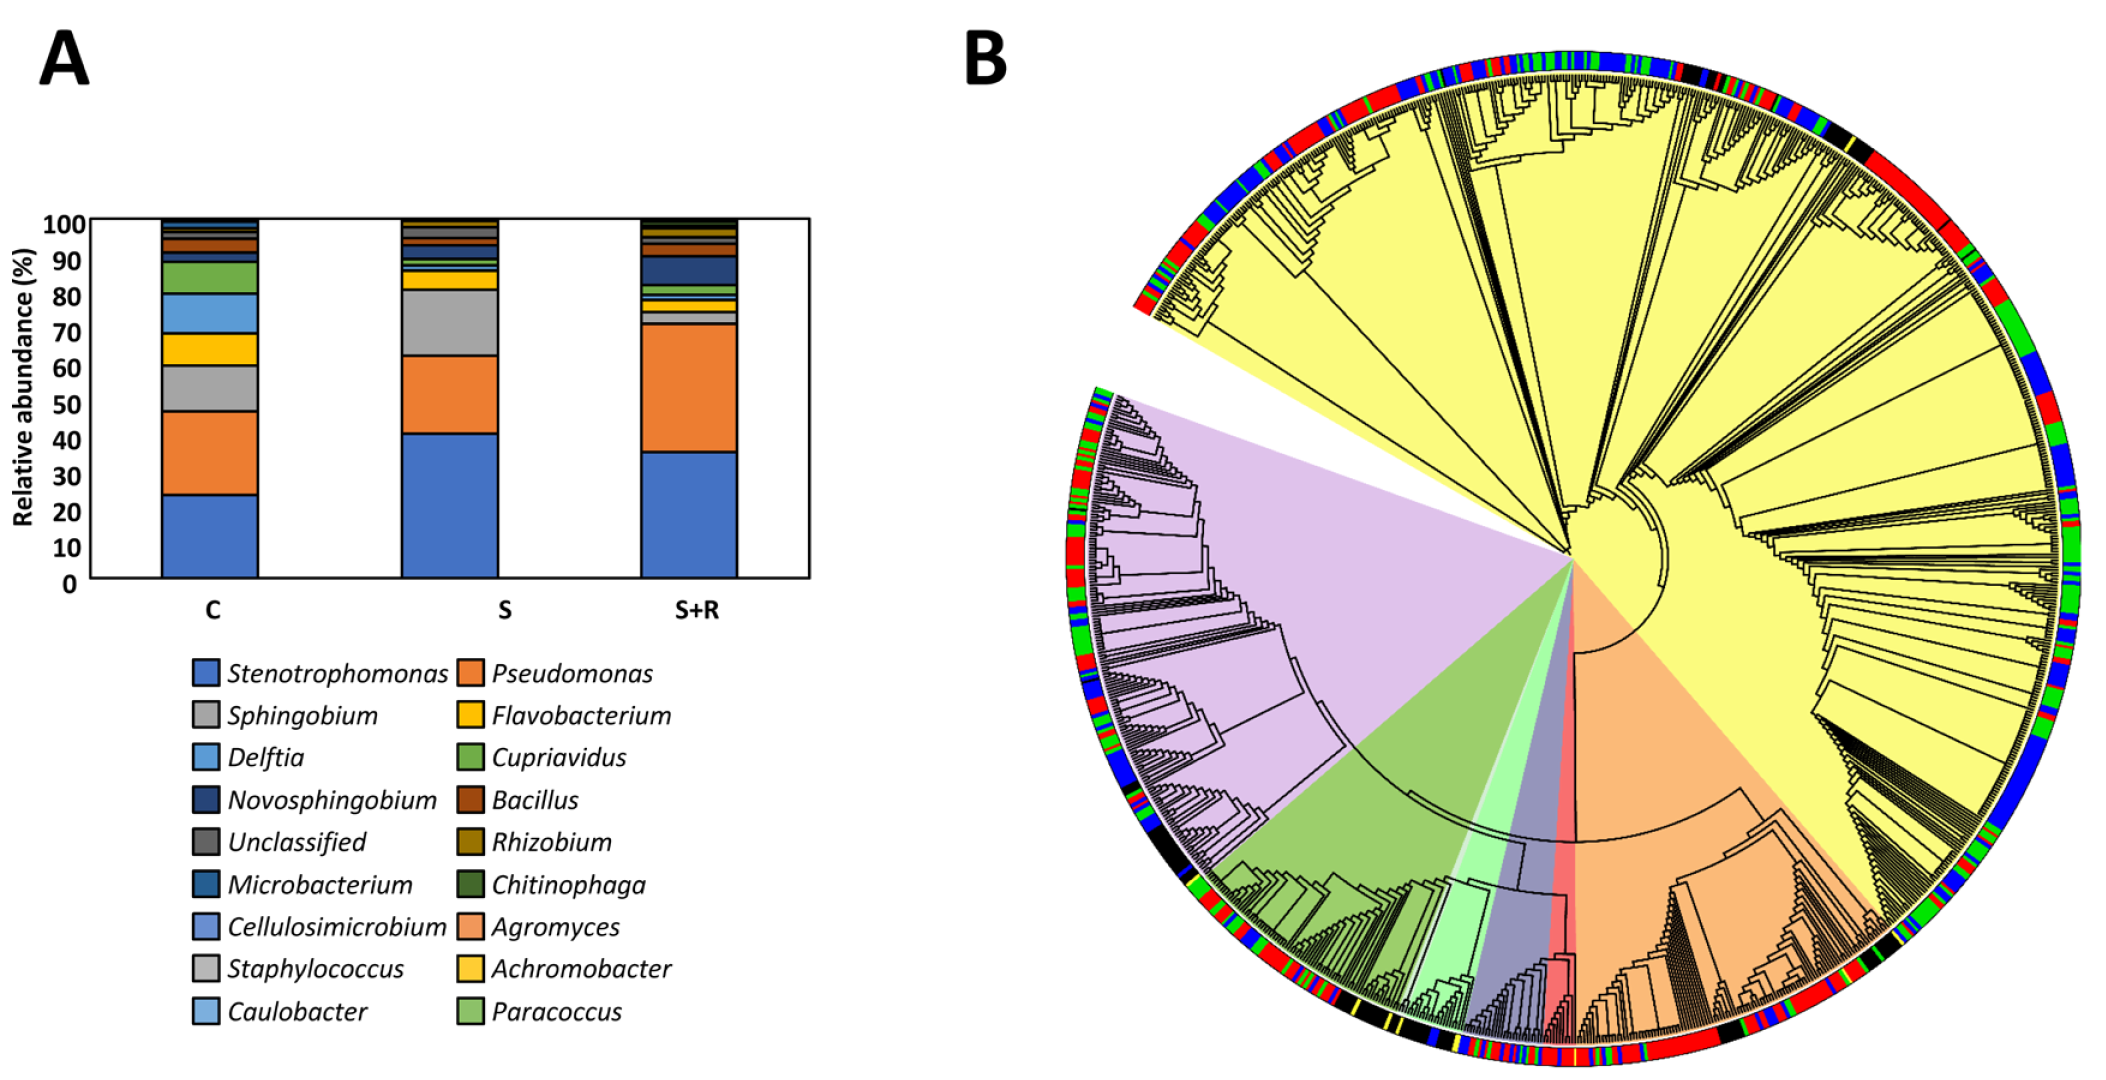 A
B
Relative abundance (%)
100
90
80
70
60
50
40
30
20
10
0
C S S+R
Stenotrophomonas Pseudomonas
Sphingobium Flavobacterium
Delftia Cupriavidus
Novosphingobium Bacillus
Unclassified Rhizobium
Microbacterium Chitinophaga
Cellulosimicrobium Agromyces
Staphylococcus Achromobacter
Caulobacter Paracoccus